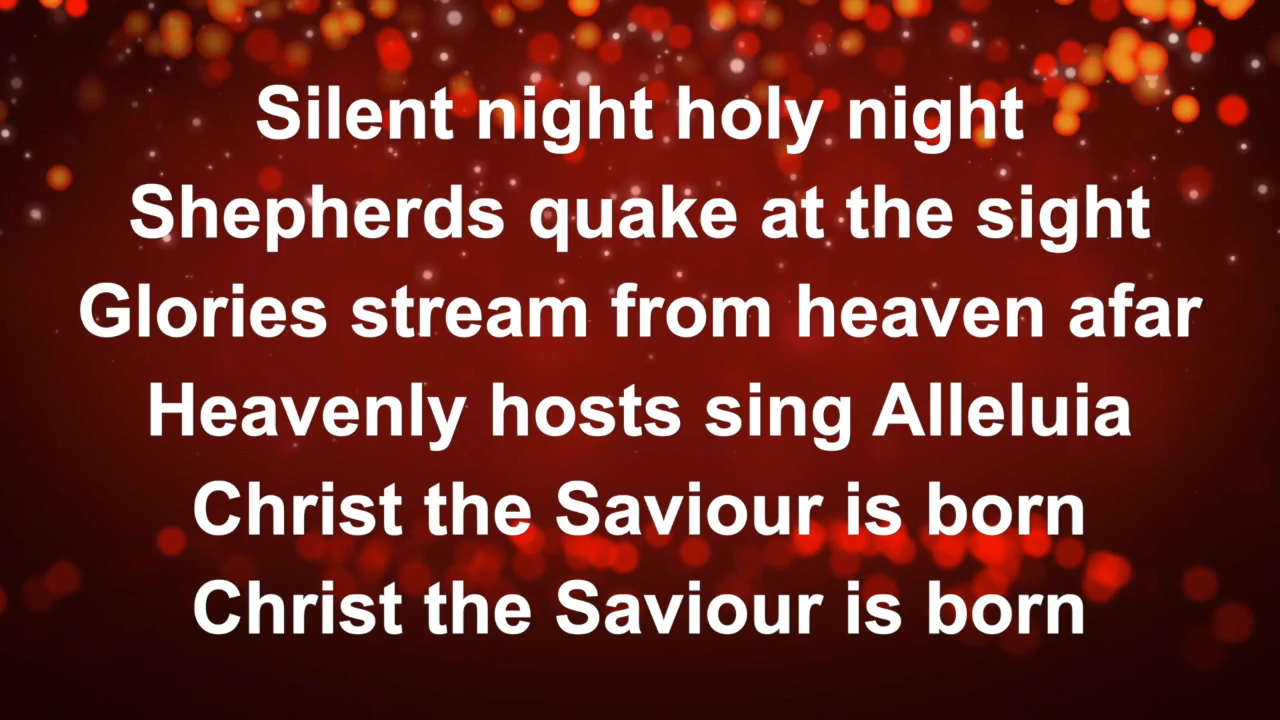 Silent night holy night
Shepherds quake at the sight
Glories stream from heaven afar
Heavenly hosts sing Alleluia
Christ the Saviour is born
Christ the Saviour is born